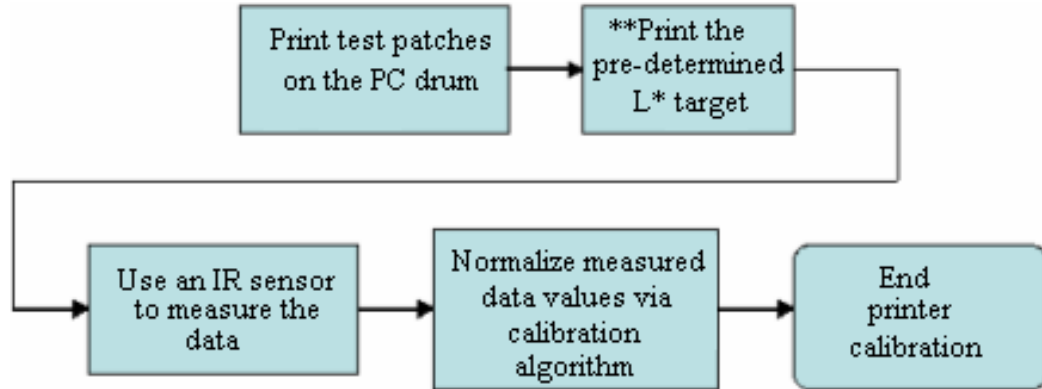 Print test patches
on the PC drum
**Print the
pre-determined
L* target
Use an IR sensor
to measure the
data
Normalize measured
data values via
calibration
algorithm
End
printer
calibration